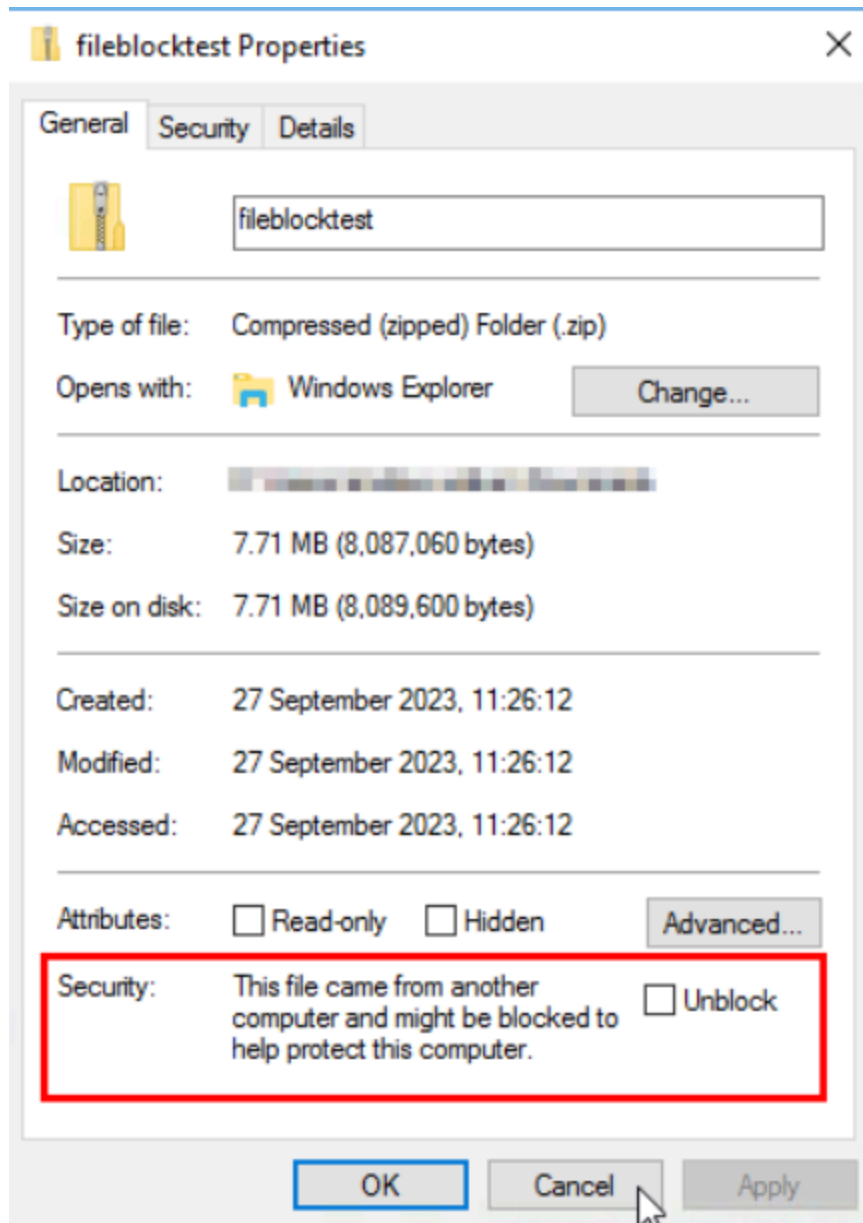 fileblocktest Properties
General Security Details
fileblocktest
Type of file: Compressed (zipped) Folder (.zip)
Opens with: Windows Explorer Change...
Location:
Size: 7.71 MB (8,087,060 bytes)
Size on disk: 7.71 MB (8,089,600 bytes)
Created: 27 September 2023, 11:26:12
Modified: 27 September 2023, 11:26:12
Accessed: 27 September 2023, 11:26:12
Attributes: Read-only Hidden Advanced...
Security: This file came from another
computer and might be blocked to
help protect this computer.
Unblock
OK Cancel Apply